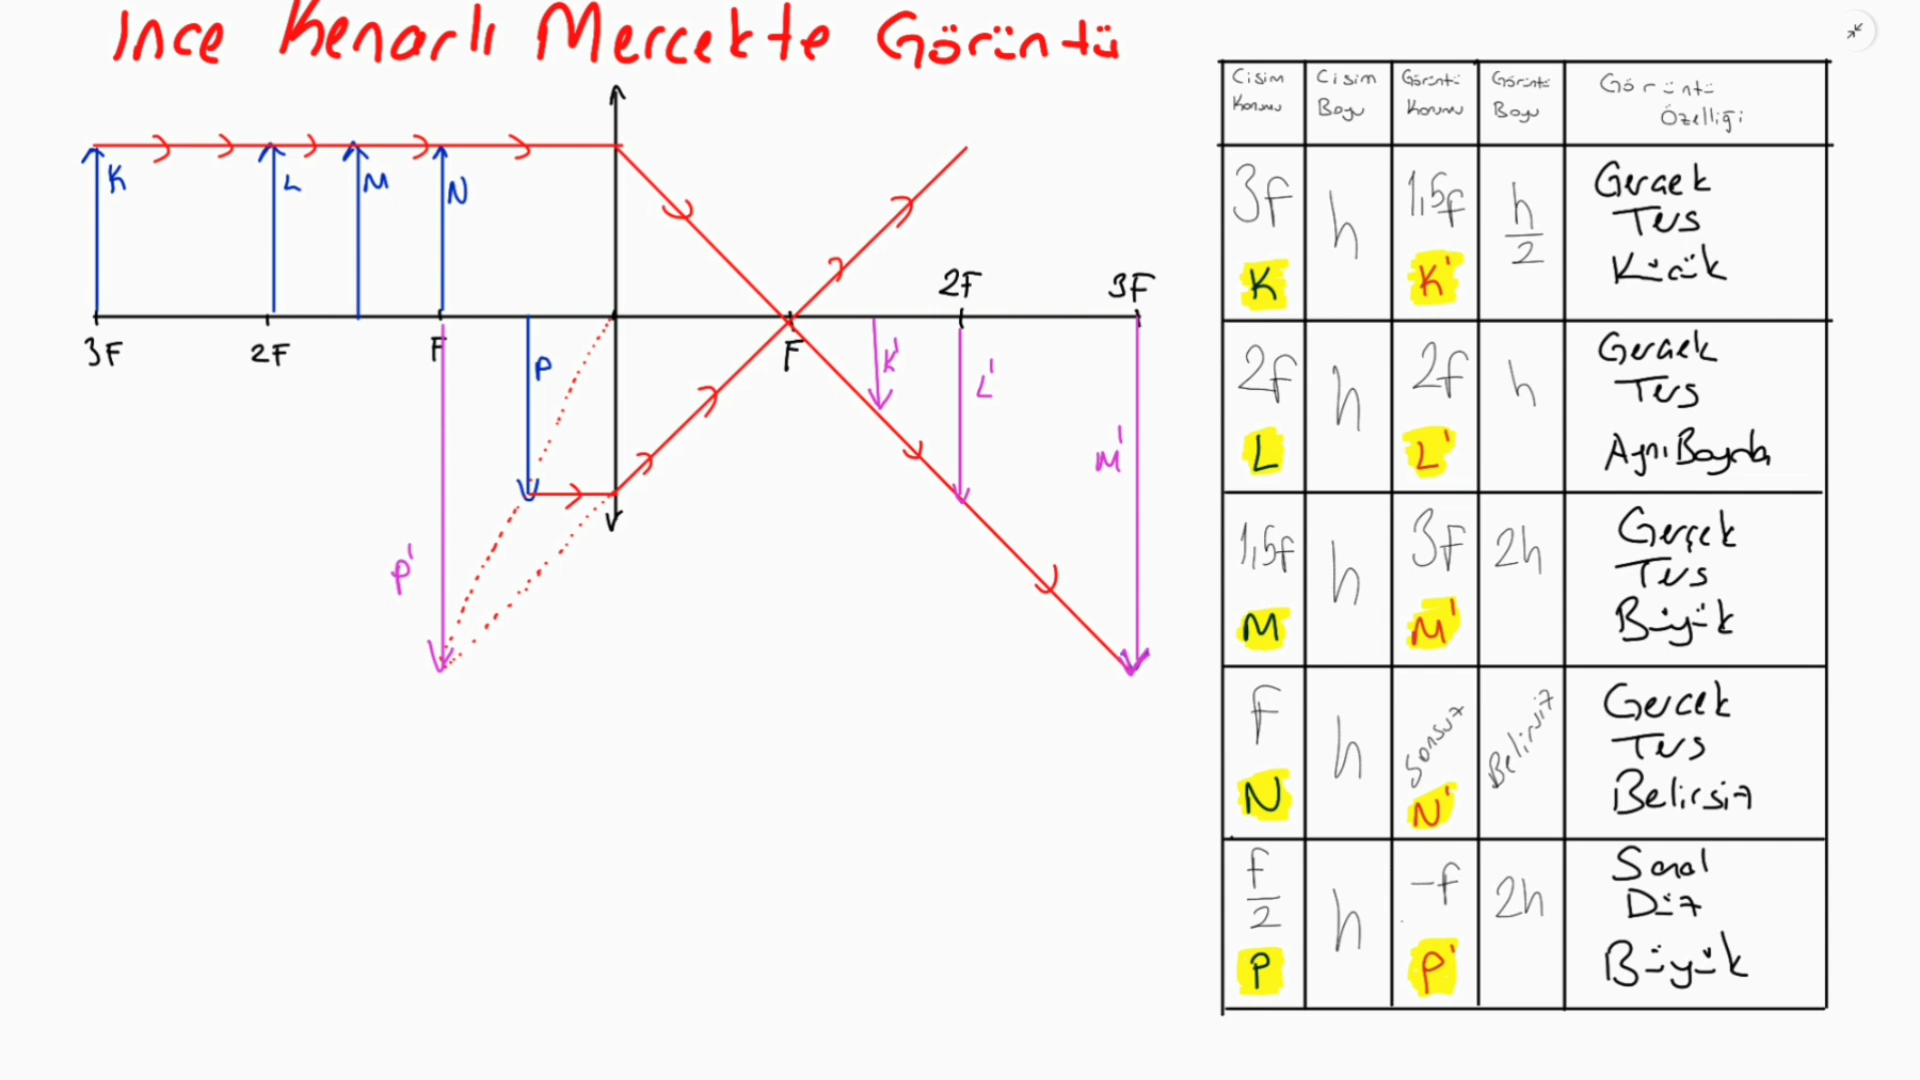 İnce Kenarlı Mercekte Görüntü
K
L
M
N
3F
2F
F
P
P'
F
2F
3F
K'
L'
M'
Cisim Konumu
Cisim Boyu
Görüntü Konumu
Görüntü Boyu
Görüntü Özelliği
3f
K
h
1,5f
K'
h/2
Gerçek
Ters
Küçük
2f
L
h
2f
L'
h
Gerçek
Ters
Aynı Boyda
1,5f
M
h
3f
M'
2h
Gerçek
Ters
Büyük
f
N
h
Sonsuz
N'
Belirsiz
Gerçek
Ters
Belirsiz
f/2
P
h
-f
P'
2h
Sanal
Düz
Büyük